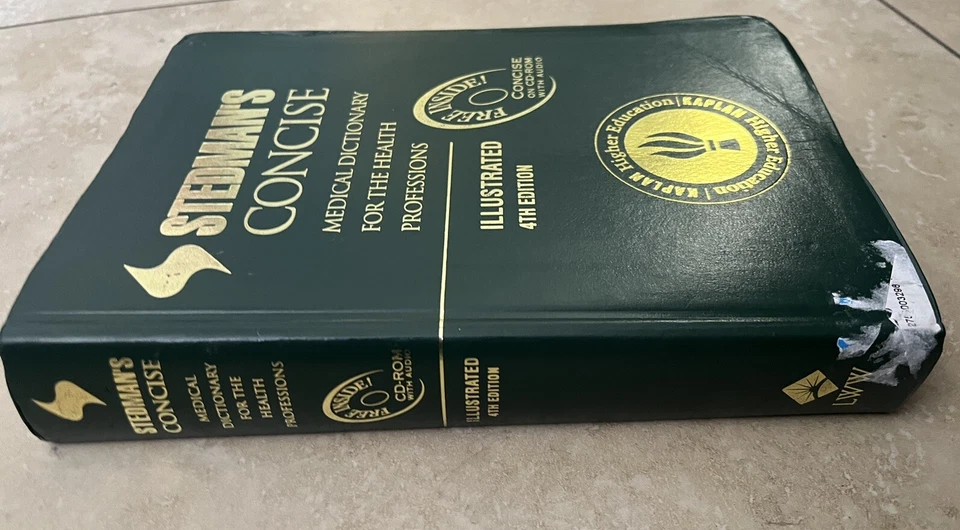 STEDMAN'S
CONCISE
MEDICAL DICTIONARY
FOR THE HEALTH
PROFESSIONS
FREE INSIDE!
CONCISE
ON CD-ROM
WITH AUDIO
ILLUSTRATED
4TH EDITION
KAPLAN Higher Education | KAPLAN Higher Education |
STEDMAN'S
CONCISE
MEDICAL
DICTIONARY
FOR THE
HEALTH
PROFESSIONS
FREE INSIDE!
CD-ROM
WITH AUDIO
ILLUSTRATED
4TH EDITION
LWW